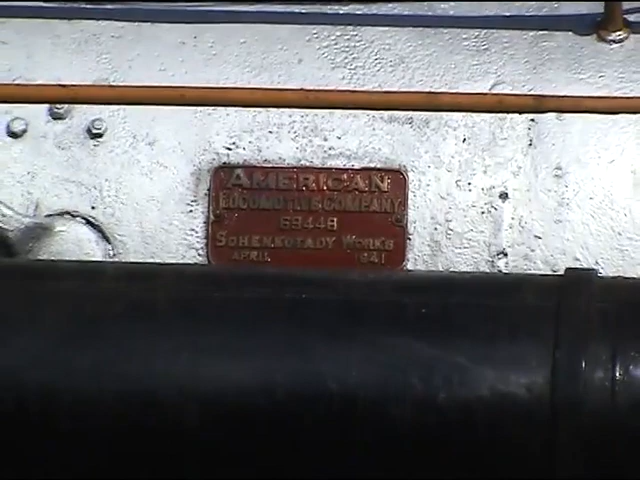 AMERICAN
LOCOMOTIVE COMPANY
69448
SCHENECTADY WORKS
APRIL 1941